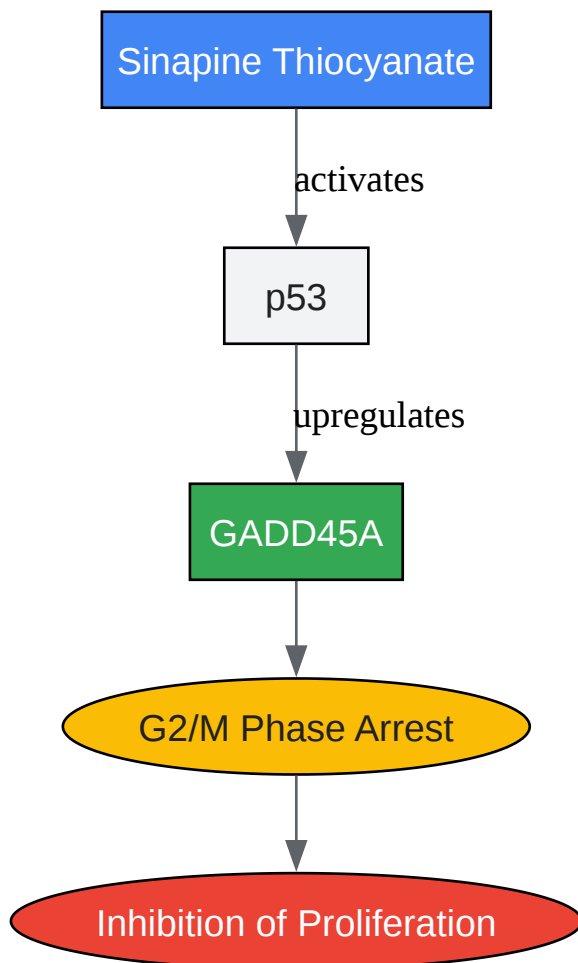 Sinapine Thiocyanate
activates
p53
upregulates
GADD45A
G2/M Phase Arrest
Inhibition of Proliferation